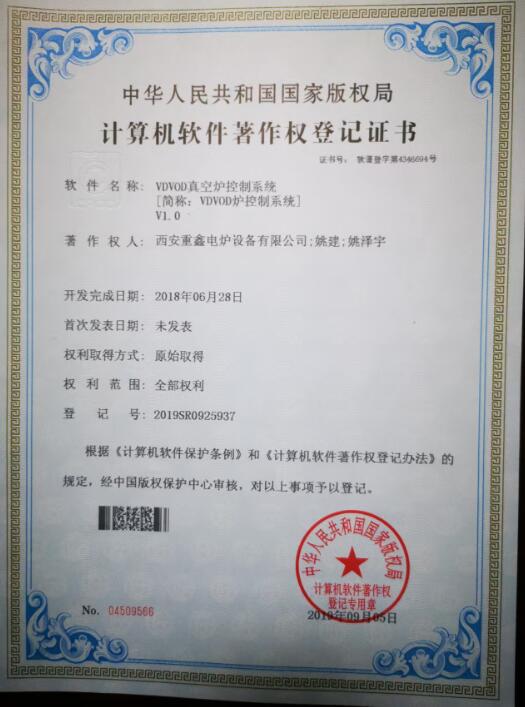 中华人民共和国国家版权局
计算机软件著作权登记证书
证书号： 软著登字第4346694号
软件名称： VDVOD真空炉控制系统
[简称：VDVOD炉控制系统]
V1.0
著作权人： 西安重鑫电炉设备有限公司;姚建;姚泽宇
开发完成日期： 2018年06月28日
首次发表日期： 未发表
权利取得方式： 原始取得
权利范围： 全部权利
登记号： 2019SR0925937
根据《计算机软件保护条例》和《计算机软件著作权登记办法》的
规定，经中国版权保护中心审核，对以上事项予以登记。
中华人民共和国国家版权局
计算机软件著作权
登记专用章
No. 04509566
2019年09月05日